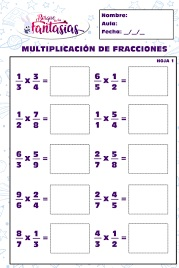 Bosque de
Fantasías
Nombre:
Aula:
Fecha: _/_/_
MULTIPLICACIÓN DE FRACCIONES
HOJA 1
1/3 x 3/4 =
6/5 x 1/2 =
1/2 x 7/8 =
1/1 x 5/4 =
6/3 x 5/9 =
2/7 x 5/8 =
9/6 x 2/4 =
2/7 x 4/5 =
8/7 x 1/3 =
4/3 x 1/2 =